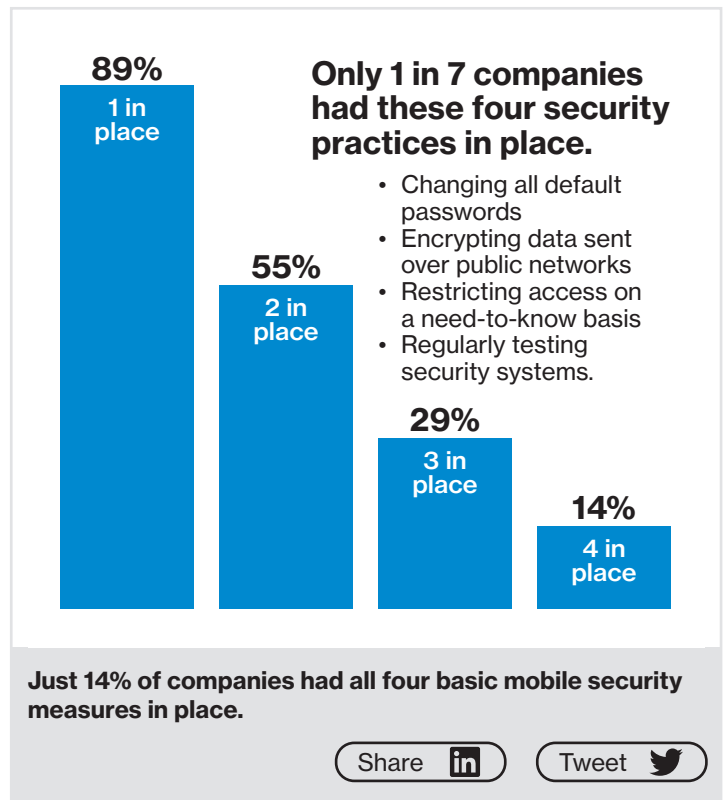 89%
1 in
place
Only 1 in 7 companies
had these four security
practices in place.
• Changing all default
passwords
• Encrypting data sent
over public networks
• Restricting access on
a need-to-know basis
• Regularly testing
security systems.
55%
2 in
place
29%
3 in
place
14%
4 in
place
Just 14% of companies had all four basic mobile security
measures in place.
Share in
Tweet